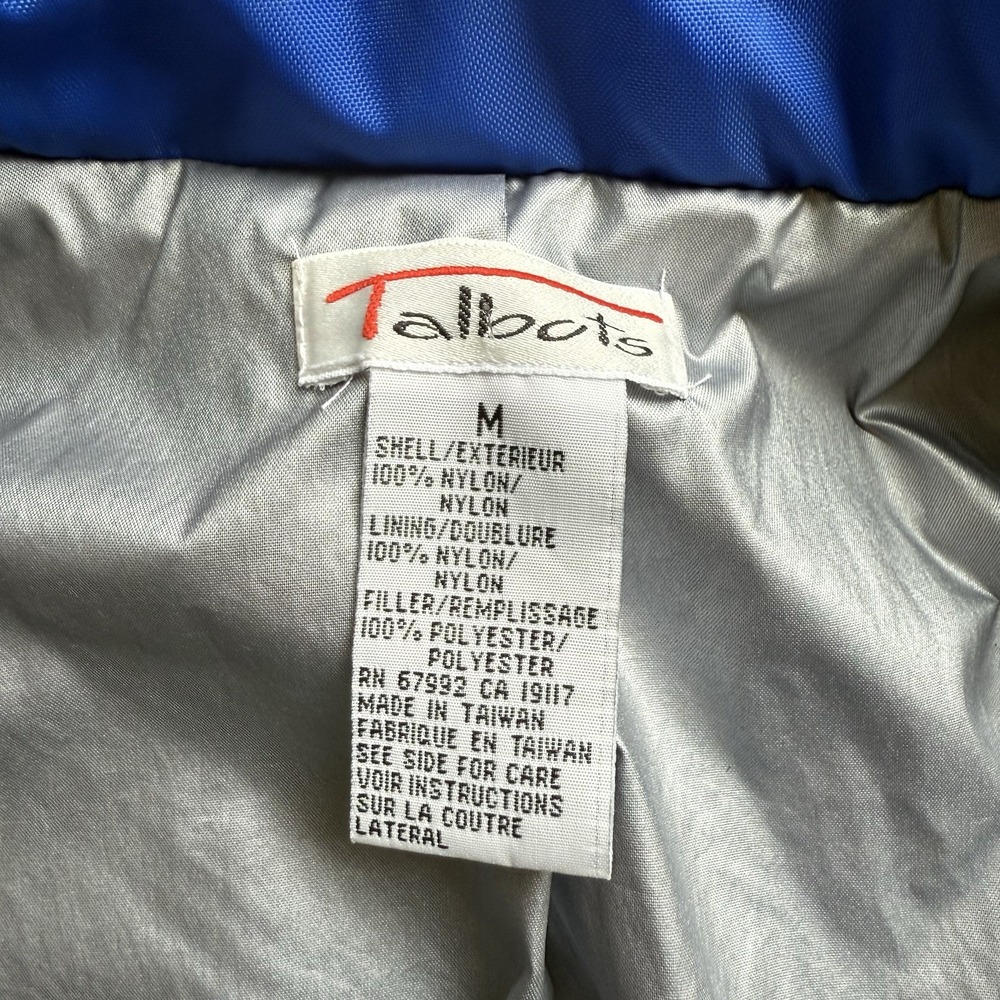 Talbots
M
SHELL/EXTERIEUR
100% NYLON/
NYLON
LINING/DOUBLURE
100% NYLON/
NYLON
FILLER/REMPLISSAGE
100% POLYESTER/
POLYESTER
RN 67992 CA 19117
MADE IN TAIWAN
FABRIQUE EN TAIWAN
SEE SIDE FOR CARE
VOIR INSTRUCTIONS
SUR LA COUTRE
LATERAL